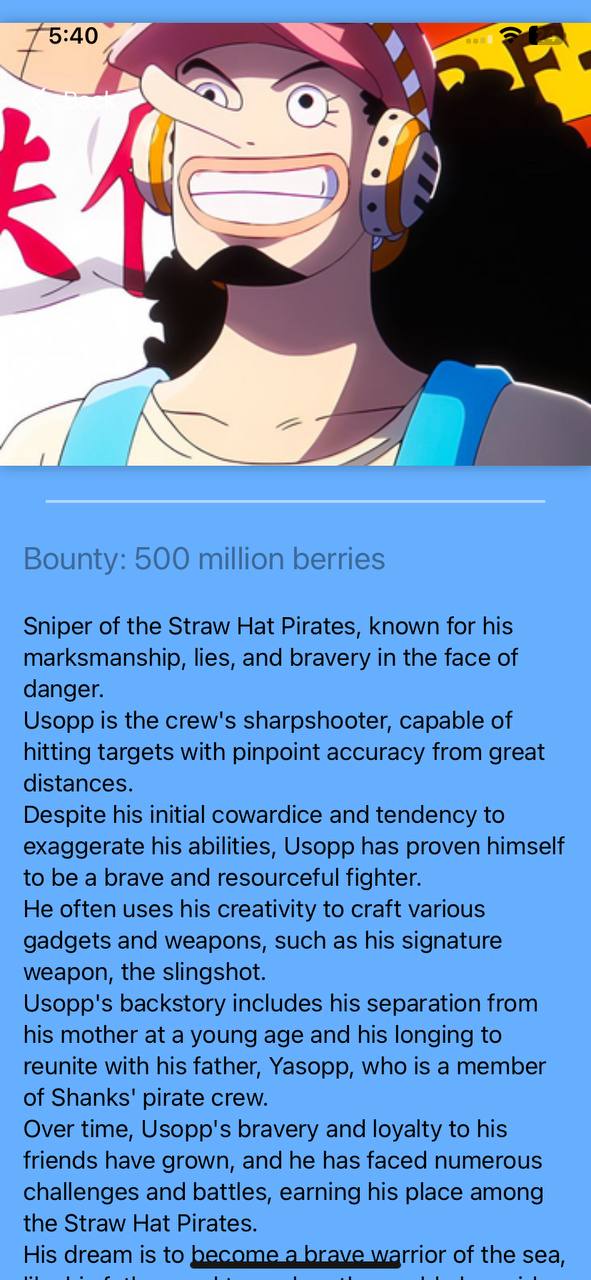 5:40
Back
Bounty: 500 million berries
Sniper of the Straw Hat Pirates, known for his
marksmanship, lies, and bravery in the face of
danger.
Usopp is the crew's sharpshooter, capable of
hitting targets with pinpoint accuracy from great
distances.
Despite his initial cowardice and tendency to
exaggerate his abilities, Usopp has proven himself
to be a brave and resourceful fighter.
He often uses his creativity to craft various
gadgets and weapons, such as his signature
weapon, the slingshot.
Usopp's backstory includes his separation from
his mother at a young age and his longing to
reunite with his father, Yasopp, who is a member
of Shanks' pirate crew.
Over time, Usopp's bravery and loyalty to his
friends have grown, and he has faced numerous
challenges and battles, earning his place among
the Straw Hat Pirates.
His dream is to become a brave warrior of the sea,